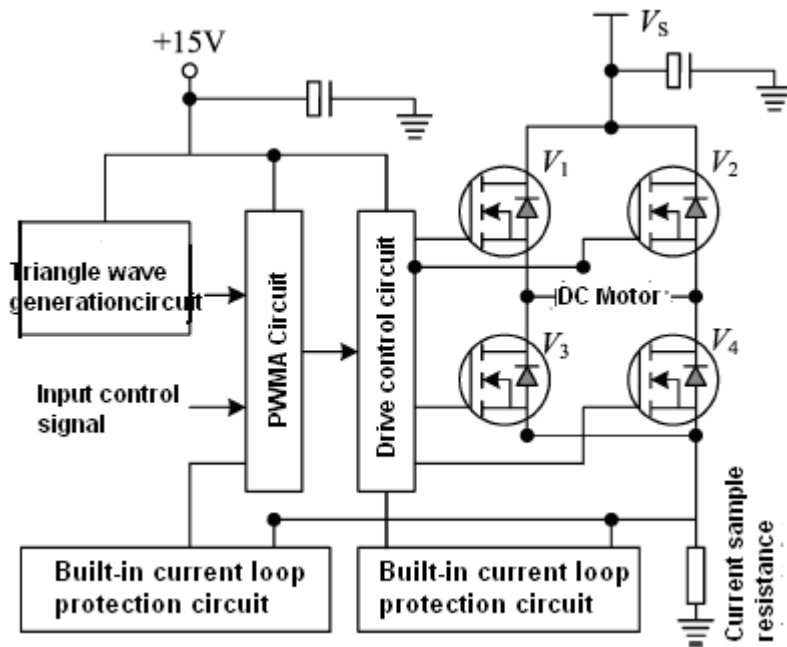 +15V
VS
V1
V2
Triangle wave
generationcircuit
PWMA Circuit
Drive control circuit
DC Motor
V3
V4
Input control
signal
Built-in current loop
protection circuit
Built-in current loop
protection circuit
Current sample
resistance